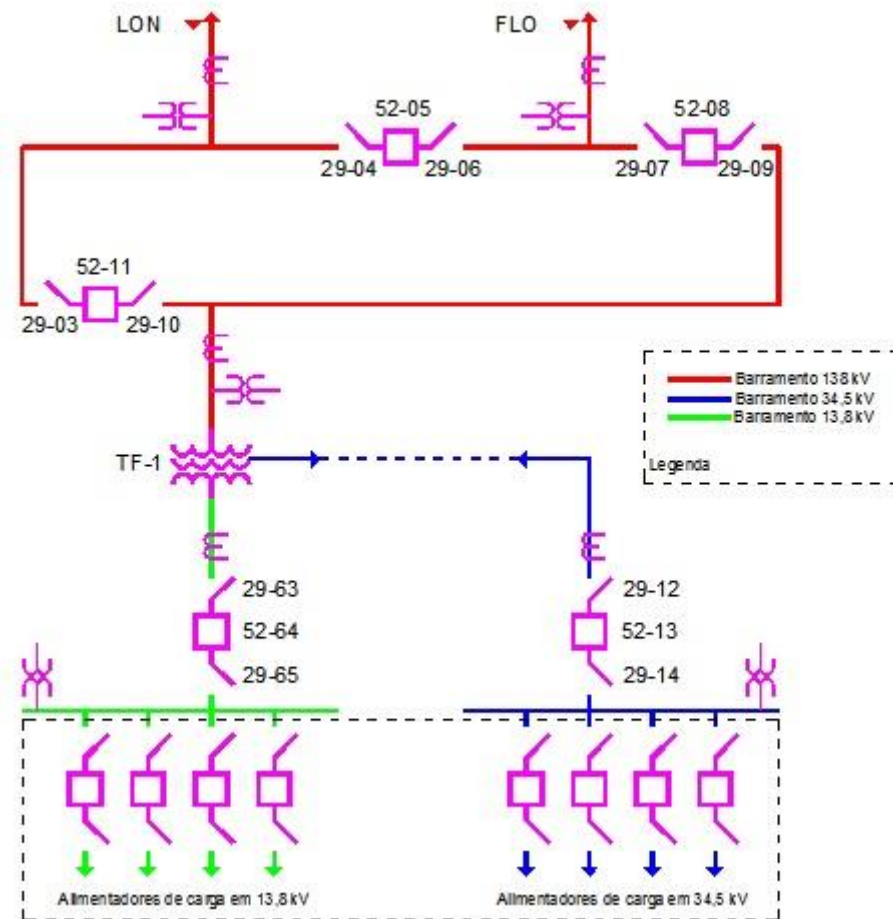 LON
FLO
52-05
52-08
29-04
29-06
29-07
29-09
52-11
29-03
29-10
Barramento 138 kV
Barramento 34,5 kV
Barramento 13,8 kV
Legenda
TF-1
29-63
29-12
52-64
52-13
29-65
29-14
Alimentadores de carga em 13,8 kV
Alimentadores de carga em 34,5 kV